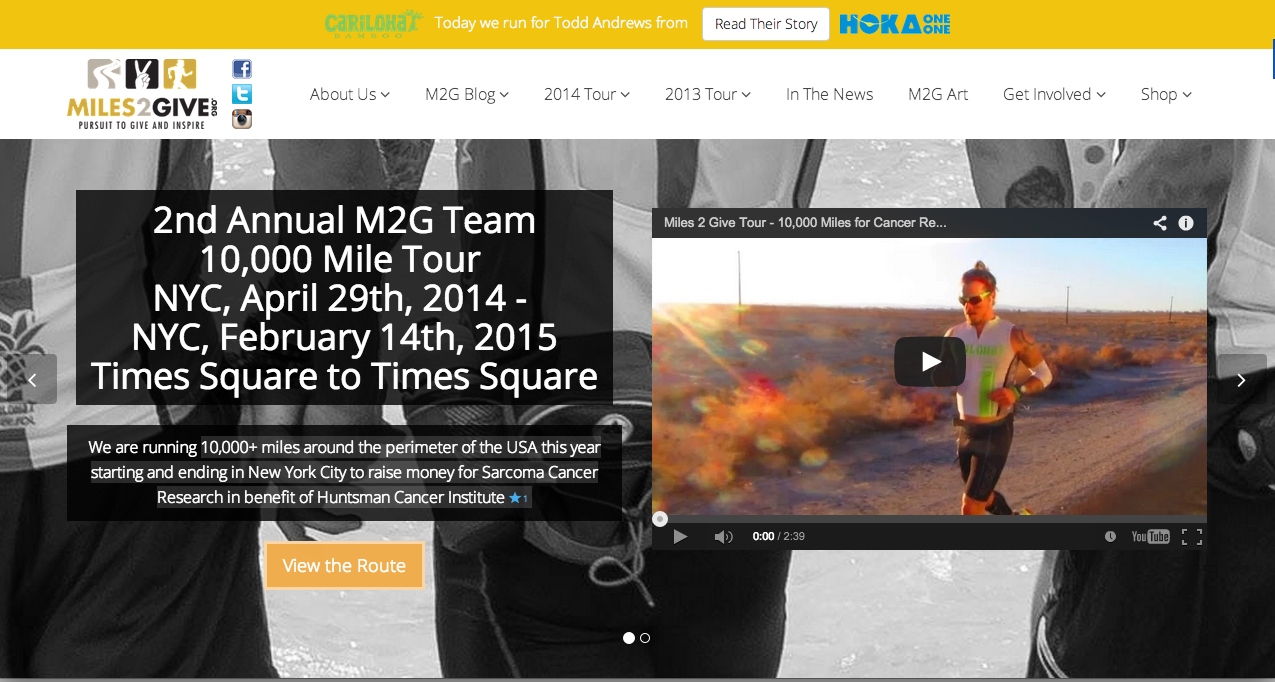 CARILOHA
BAMBOO
Today we run for Todd Andrews from
Read Their Story
HOKA ONE ONE
MILES2GIVE.ORG
PURSUIT TO GIVE AND INSPIRE
About Us
M2G Blog
2014 Tour
2013 Tour
In The News
M2G Art
Get Involved
Shop
2nd Annual M2G Team
10,000 Mile Tour
NYC, April 29th, 2014 -
NYC, February 14th, 2015
Times Square to Times Square
We are running 10,000+ miles around the perimeter of the USA this year
starting and ending in New York City to raise money for Sarcoma Cancer
Research in benefit of Huntsman Cancer Institute ★1
View the Route
Miles 2 Give Tour - 10,000 Miles for Cancer Re...
0:00 / 2:39
YouTube